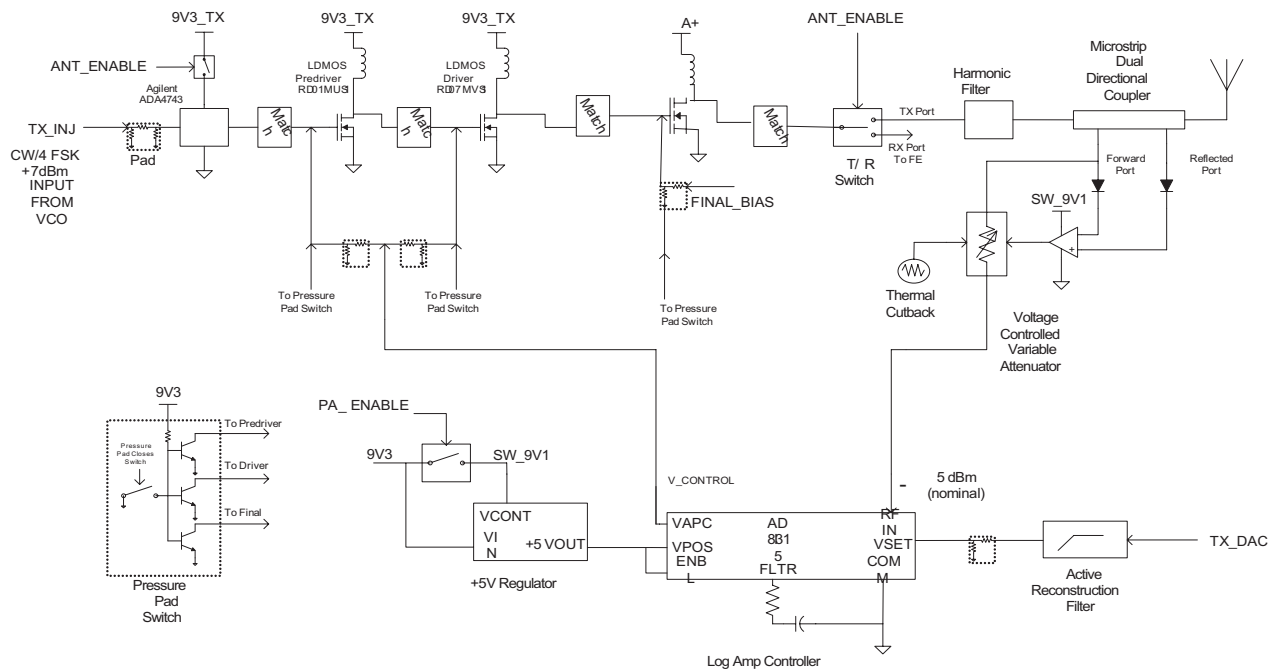 9V3_TX
9V3_TX
9V3_TX
A+
ANT_ENABLE
ANT_ENABLE
Agilent
ADA4743
LDMOS
Predriver
LDMOS
Driver
Microstrip
Dual
Directional
Coupler
Harmonic
Filter
TX_INJ
Pad
Matc
h
Matc
h
Match
Match
TX Port
RX Port
To FE
T/ R
Switch
CW/4 FSK
+7dBm
INPUT
FROM
VCO
FINAL_BIAS
Forward
Port
Reflected
Port
SW_9V1
+
Thermal
Cutback
To Pressure
Pad Switch
To Pressure
Pad Switch
To Pressure
Pad Switch
Voltage
Controlled
Variable
Attenuator
9V3
Pressure
Pad Closes
Switch
To Predriver
To Driver
To Final
Pressure
Pad
Switch
PA_ ENABLE
9V3
SW_9V1
VCONT
VI
N
+5 VOUT
+5V Regulator
V_CONTROL
-
5 dBm
(nominal)
VAPC
VPOS
ENB
L
AD
831
5
FLTR
RF
IN
VSET
COM
M
Log Amp Controller
Active
Reconstruction
Filter
TX_DAC